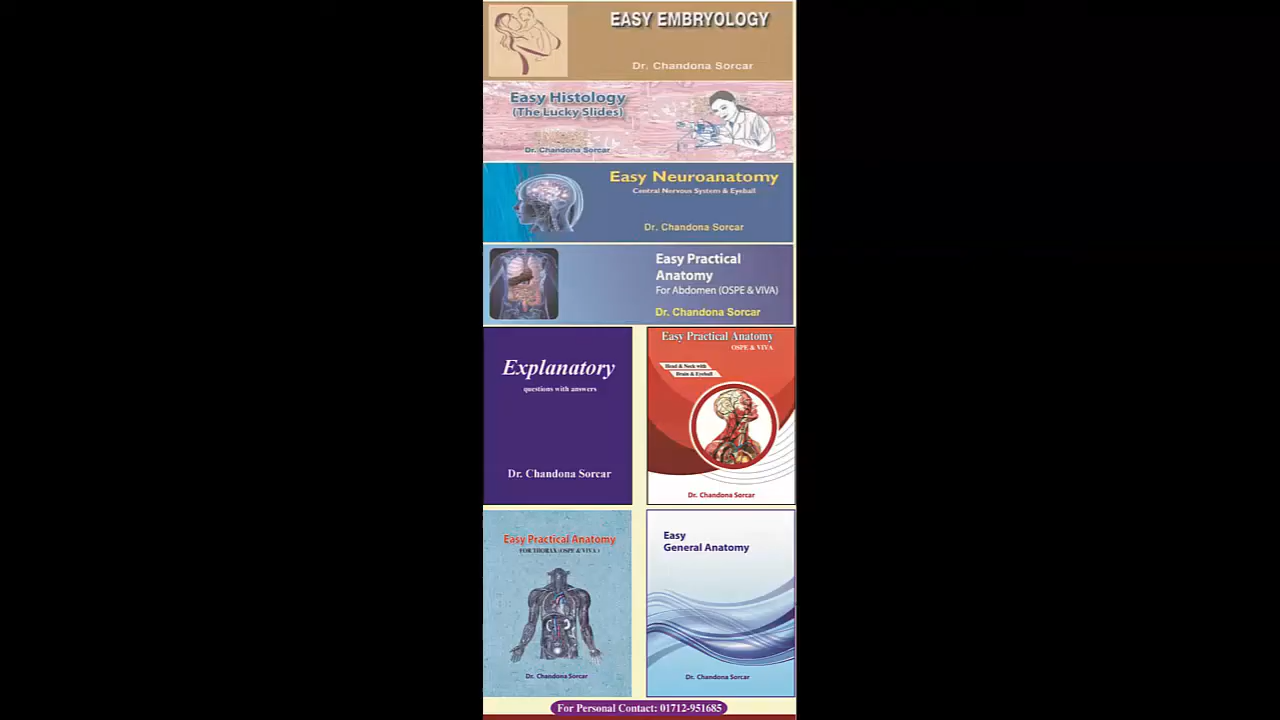 EASY EMBRYOLOGY
Dr. Chandona Sorcar
Easy Histology
(The Lucky Slides)
Dr. Chandona Sorcar
Easy Neuroanatomy
Central Nervous System & Eyeball
Dr. Chandona Sorcar
Easy Practical
Anatomy
For Abdomen (OSPE & VIVA)
Dr. Chandona Sorcar
Explanatory
questions with answers
Dr. Chandona Sorcar
Easy Practical Anatomy
OSPE & VIVA
Head & Neck with
Brain & Eyeball
Dr. Chandona Sorcar
Easy Practical Anatomy
FOR THORAX (OSPE & VIVA)
Dr. Chandona Sorcar
Easy
General Anatomy
Dr. Chandona Sorcar
For Personal Contact: 01712-951685